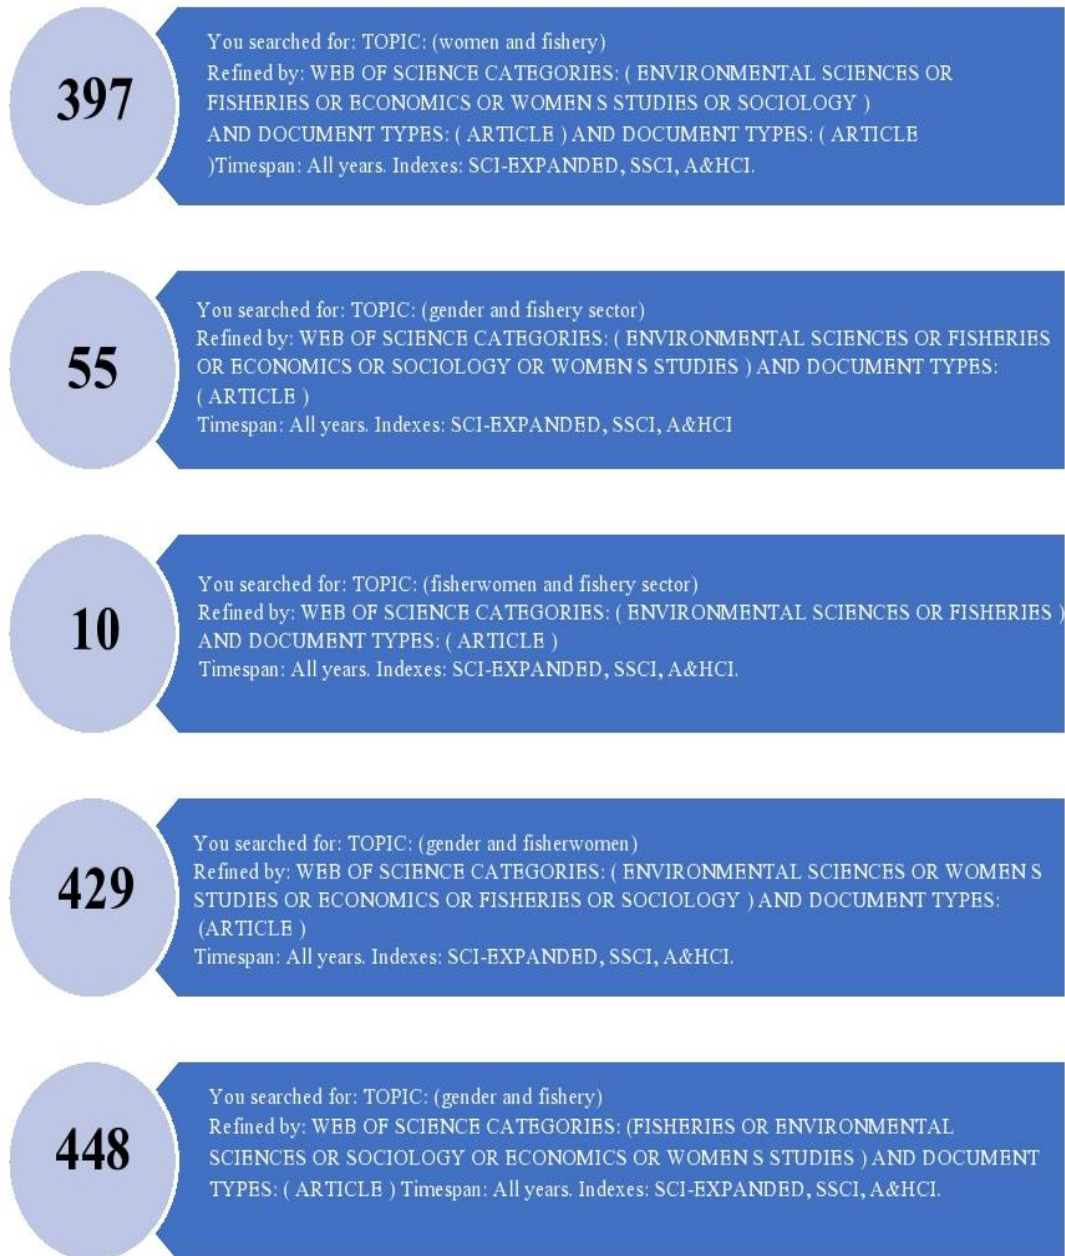 397
You searched for: TOPIC: (women and fishery)
Refined by: WEB OF SCIENCE CATEGORIES: ( ENVIRONMENTAL SCIENCES OR
FISHERIES OR ECONOMICS OR WOMEN S STUDIES OR SOCIOLOGY )
AND DOCUMENT TYPES: ( ARTICLE ) AND DOCUMENT TYPES: ( ARTICLE
)Timespan: All years. Indexes: SCI-EXPANDED, SSCI, A&HCI.
55
You searched for: TOPIC: (gender and fishery sector)
Refined by: WEB OF SCIENCE CATEGORIES: ( ENVIRONMENTAL SCIENCES OR FISHERIES
OR ECONOMICS OR SOCIOLOGY OR WOMEN S STUDIES ) AND DOCUMENT TYPES:
( ARTICLE )
Timespan: All years. Indexes: SCI-EXPANDED, SSCI, A&HCI
10
You searched for: TOPIC: (fisherwomen and fishery sector)
Refined by: WEB OF SCIENCE CATEGORIES: ( ENVIRONMENTAL SCIENCES OR FISHERIES )
AND DOCUMENT TYPES: ( ARTICLE )
Timespan: All years. Indexes: SCI-EXPANDED, SSCI, A&HCI.
429
You searched for: TOPIC: (gender and fisherwomen)
Refined by: WEB OF SCIENCE CATEGORIES: ( ENVIRONMENTAL SCIENCES OR WOMEN S
STUDIES OR ECONOMICS OR FISHERIES OR SOCIOLOGY ) AND DOCUMENT TYPES:
(ARTICLE )
Timespan: All years. Indexes: SCI-EXPANDED, SSCI, A&HCI.
448
You searched for: TOPIC: (gender and fishery)
Refined by: WEB OF SCIENCE CATEGORIES: (FISHERIES OR ENVIRONMENTAL
SCIENCES OR SOCIOLOGY OR ECONOMICS OR WOMEN S STUDIES ) AND DOCUMENT
TYPES: ( ARTICLE ) Timespan: All years. Indexes: SCI-EXPANDED, SSCI, A&HCI.